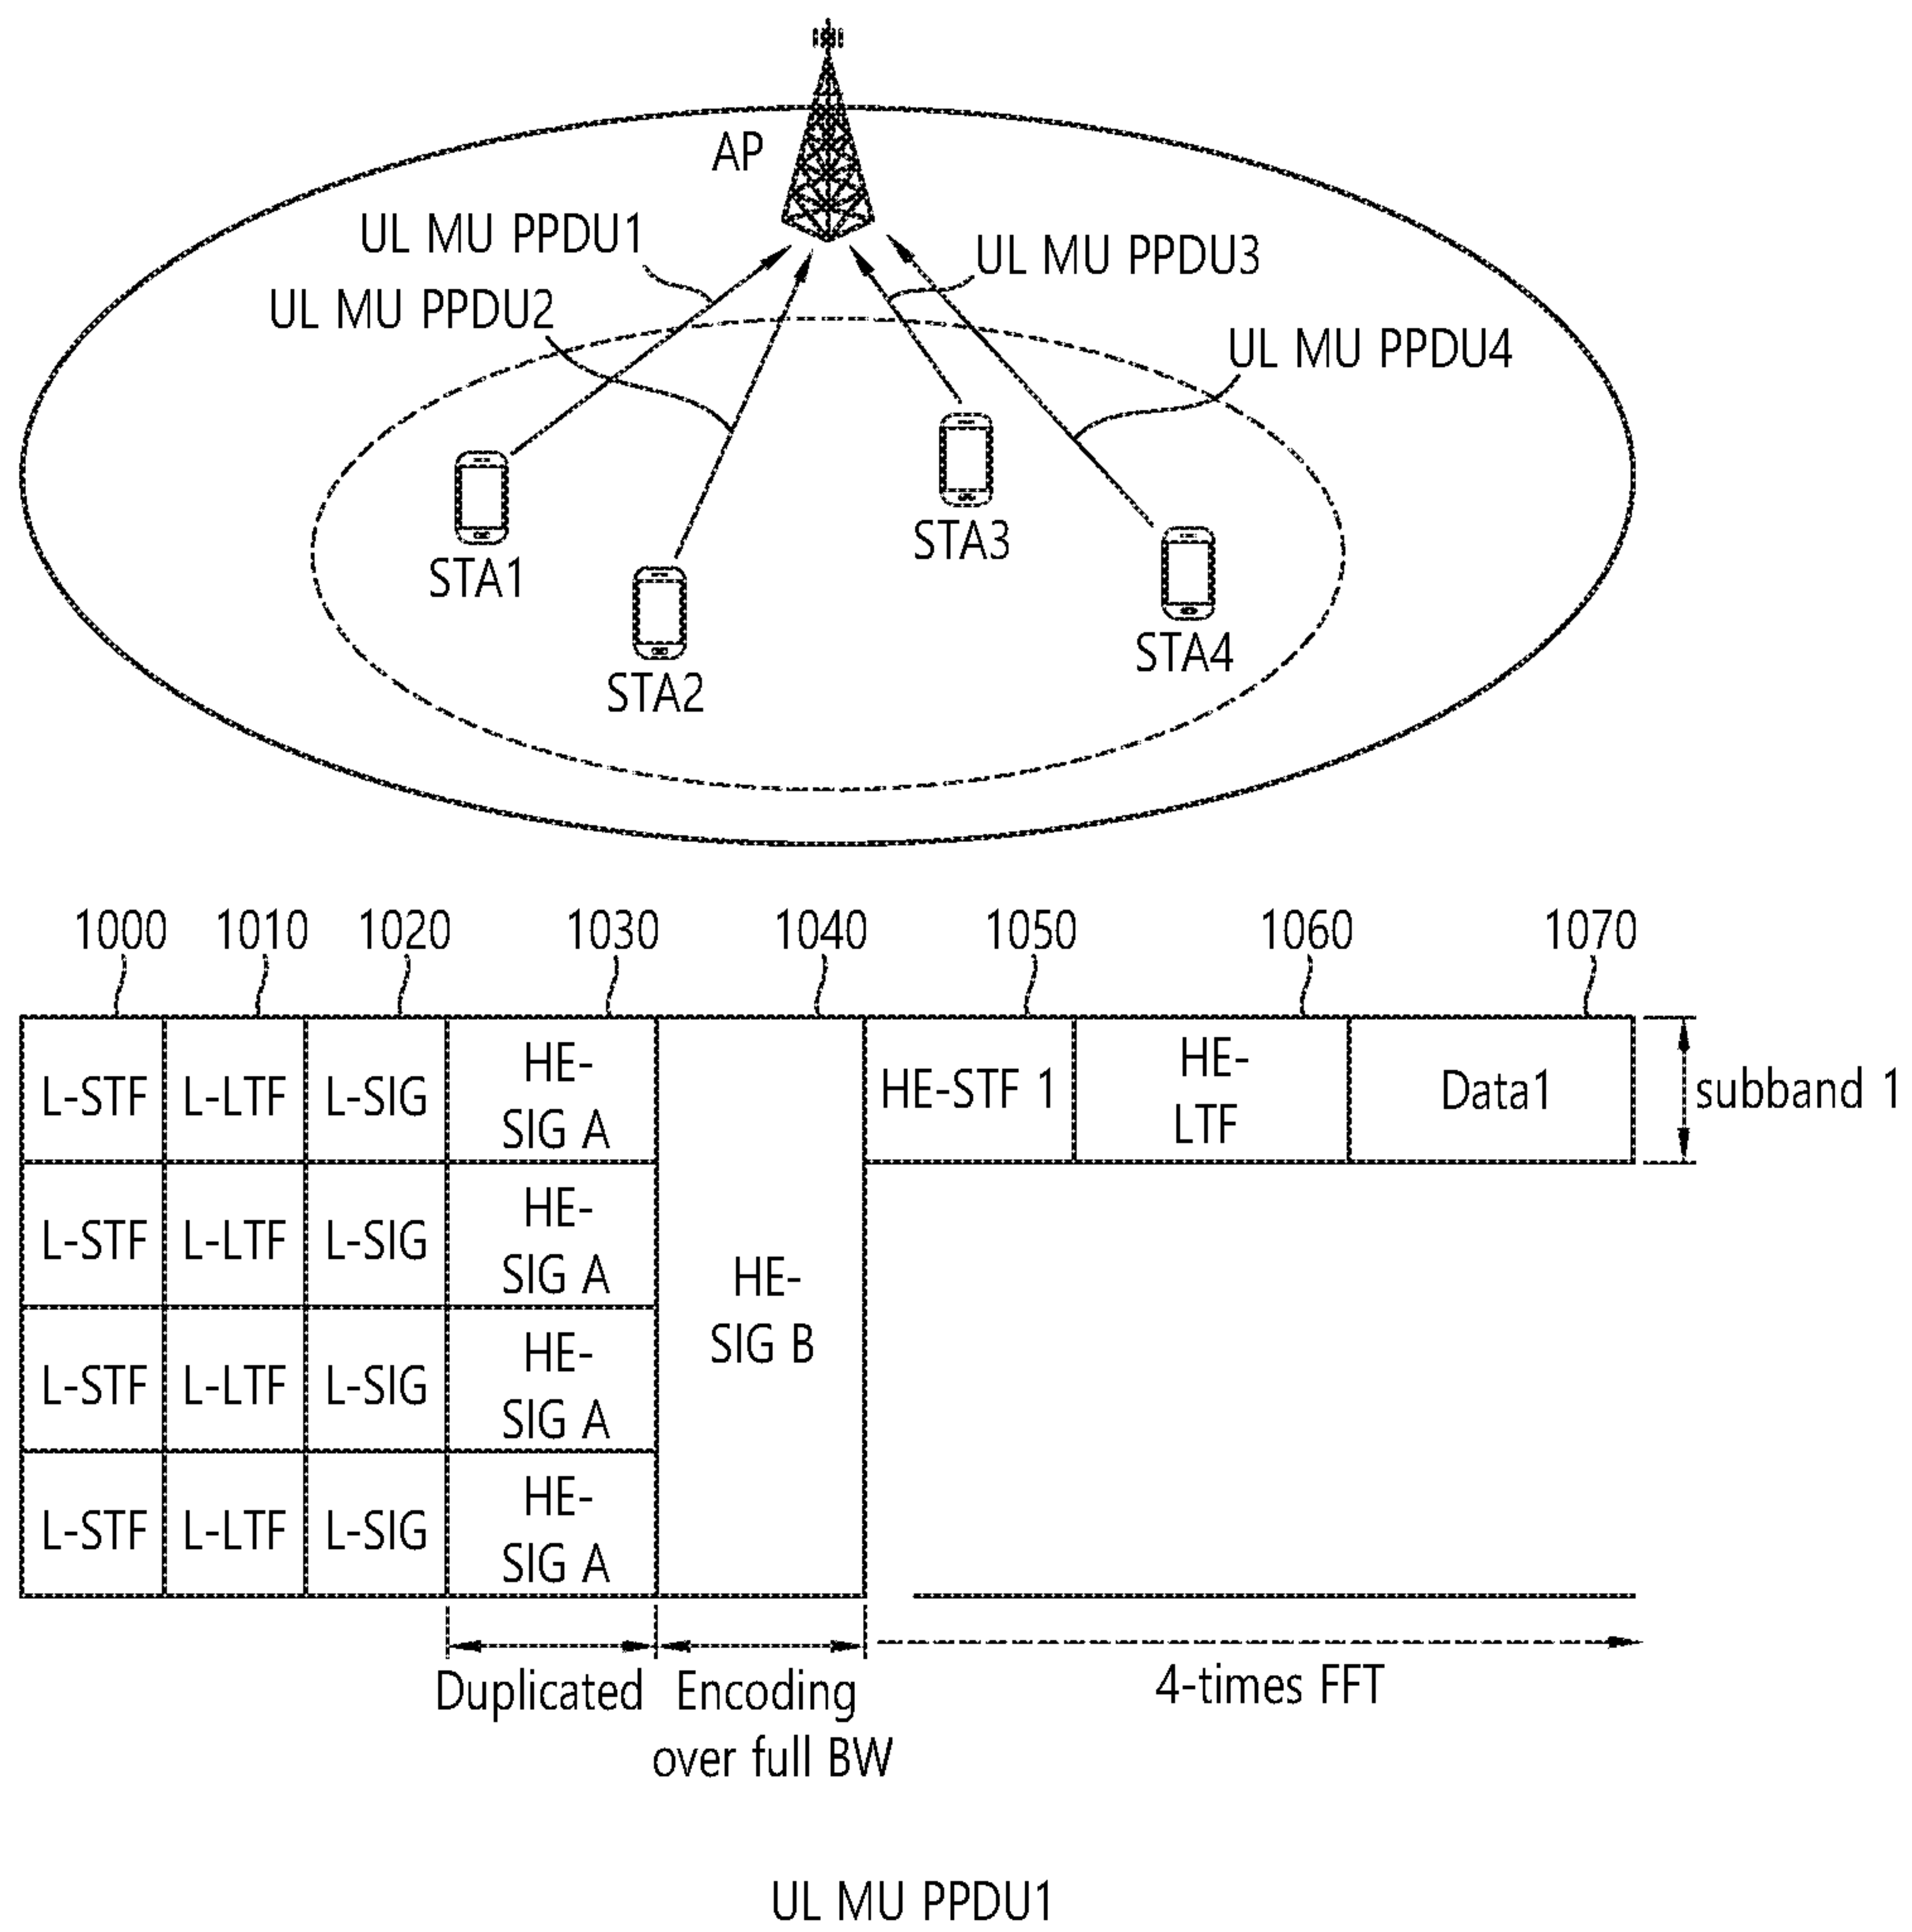 AP
UL MU PPDU1
UL MU PPDU3
UL MU PPDU2
UL MU PPDU4
STA1
STA2
STA3
STA4
1000 1010 1020 1030 1040 1050 1060 1070
L-STF L-LTF L-SIG HE-
SIG A
HE-STF 1 HE-
LTF
Data1 subband 1
L-STF L-LTF L-SIG HE-
SIG A
HE-
SIG B
L-STF L-LTF L-SIG HE-
SIG A
L-STF L-LTF L-SIG HE-
SIG A
Duplicated
Encoding
over full BW
4-times FFT
UL MU PPDU1